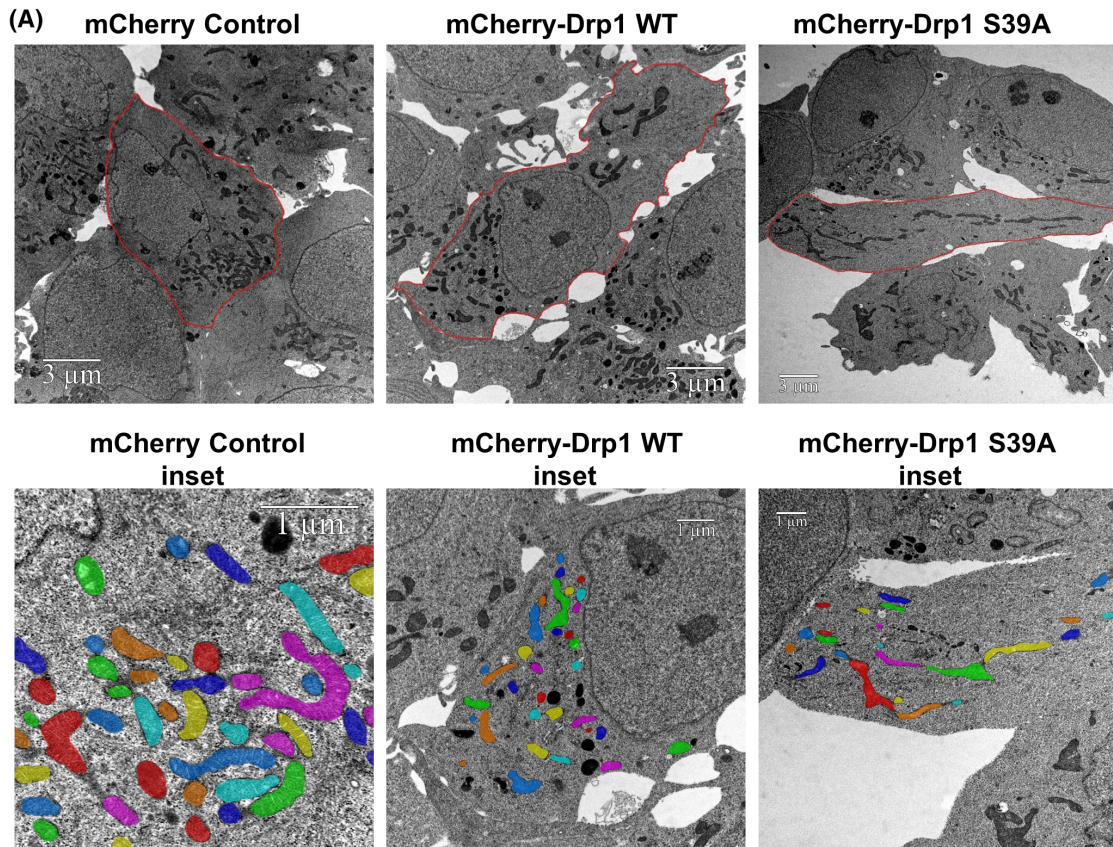 (A)
mCherry Control
mCherry-Drp1 WT
mCherry-Drp1 S39A
3 μm
3 μm
3 μm
mCherry Control
inset
mCherry-Drp1 WT
inset
mCherry-Drp1 S39A
inset
1 μm
1 μm
1 μm